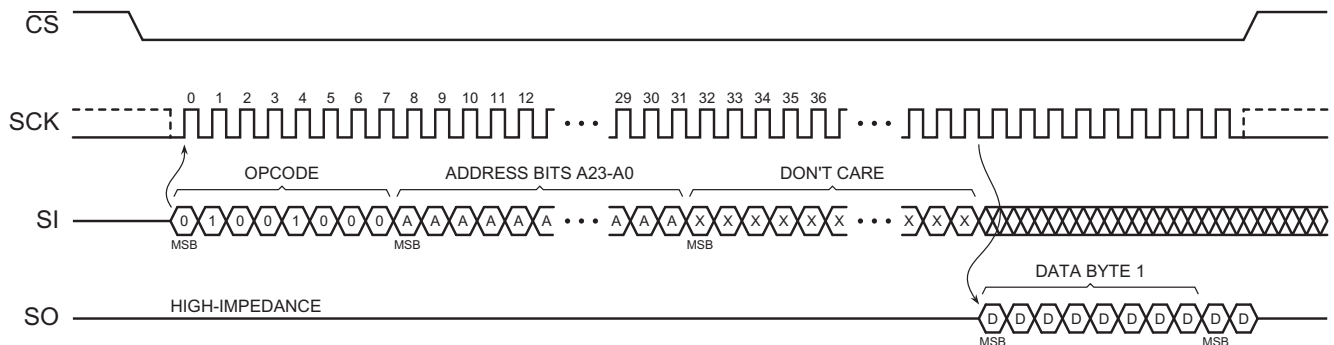 CS
SCK
0 1 2 3 4 5 6 7 8 9 10 11 12 29 30 31 32 33 34 35 36
OPCODE ADDRESS BITS A23-A0 DON'T CARE
SI
0 1 0 0 1 0 0 0 A A A A A A A A A X X X X X X X X X
MSB MSB MSB
DATA BYTE 1
SO
HIGH-IMPEDANCE
D D D D D D D D D D
MSB MSB